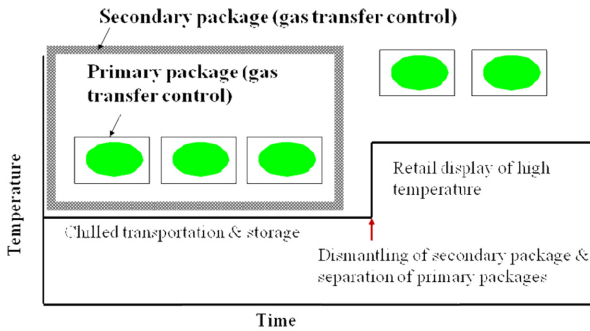 Secondary package (gas transfer control)
Primary package (gas
transfer control)
Retail display of high
temperature
Chilled transportation & storage
Dismantling of secondary package &
separation of primary packages
Temperature
Time